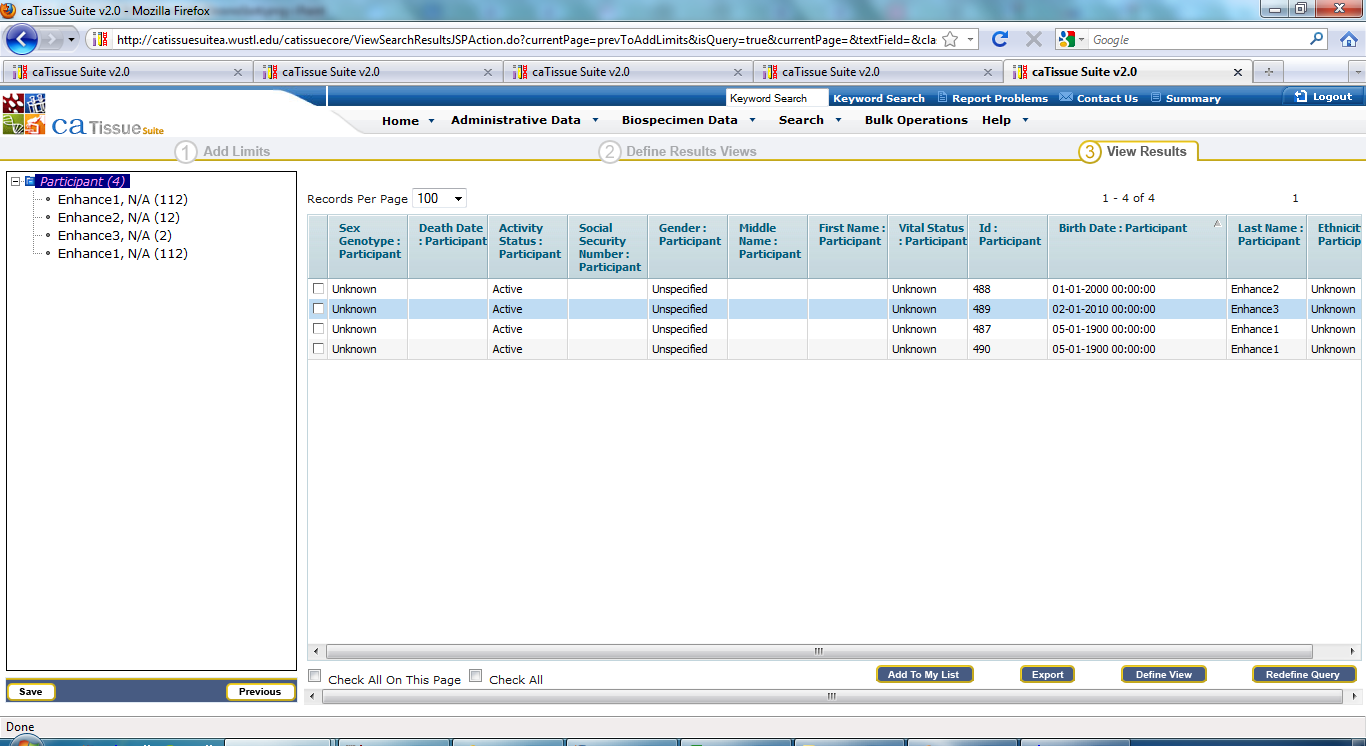 caTissue Suite v2.0 - Mozilla Firefox
http://catissuesuitea.wustl.edu/catissuecore/ViewSearchResultsJSPAction.do?currentPage=prevToAddLimits&isQuery=true&currentPage=&textField=&cla
Google
caTissue Suite v2.0
caTissue Suite v2.0
caTissue Suite v2.0
caTissue Suite v2.0
caTissue Suite v2.0
Keyword Search Keyword Search Report Problems Contact Us Summary Logout
ca Tissue Suite
Home Administrative Data Biospecimen Data Search Bulk Operations Help
1 Add Limits 2 Define Results Views 3 View Results
Participant (4)
Enhance1, N/A (112)
Enhance2, N/A (12)
Enhance3, N/A (2)
Enhance1, N/A (112)
Records Per Page 100 1 - 4 of 4 1
Sex Genotype : Participant
Death Date : Participant
Activity Status : Participant
Social Security Number : Participant
Gender : Participant
Middle Name : Participant
First Name : Participant
Vital Status : Participant
Id : Participant
Birth Date : Participant
Last Name : Participant
Ethnicit
Particip
Unknown Active Unspecified Unknown 488 01-01-2000 00:00:00 Enhance2 Unknown
Unknown Active Unspecified Unknown 489 02-01-2010 00:00:00 Enhance3 Unknown
Unknown Active Unspecified Unknown 487 05-01-1900 00:00:00 Enhance1 Unknown
Unknown Active Unspecified Unknown 490 05-01-1900 00:00:00 Enhance1 Unknown
Check All On This Page Check All
Add To My List Export Define View Redefine Query
Save Previous
Done